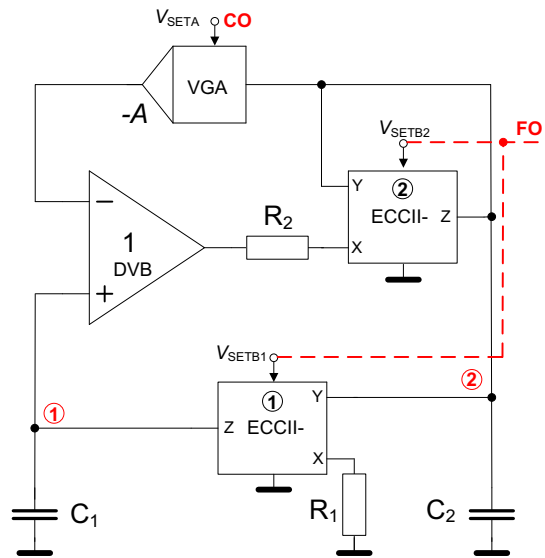 VSETA CO
VGA
-A
VSETB2 FO
②
Y
ECCII- Z
X
−
1
DVB
+
R2
VSETB1
②
①
①
Y
Z ECCII-
X
C1
R1
C2